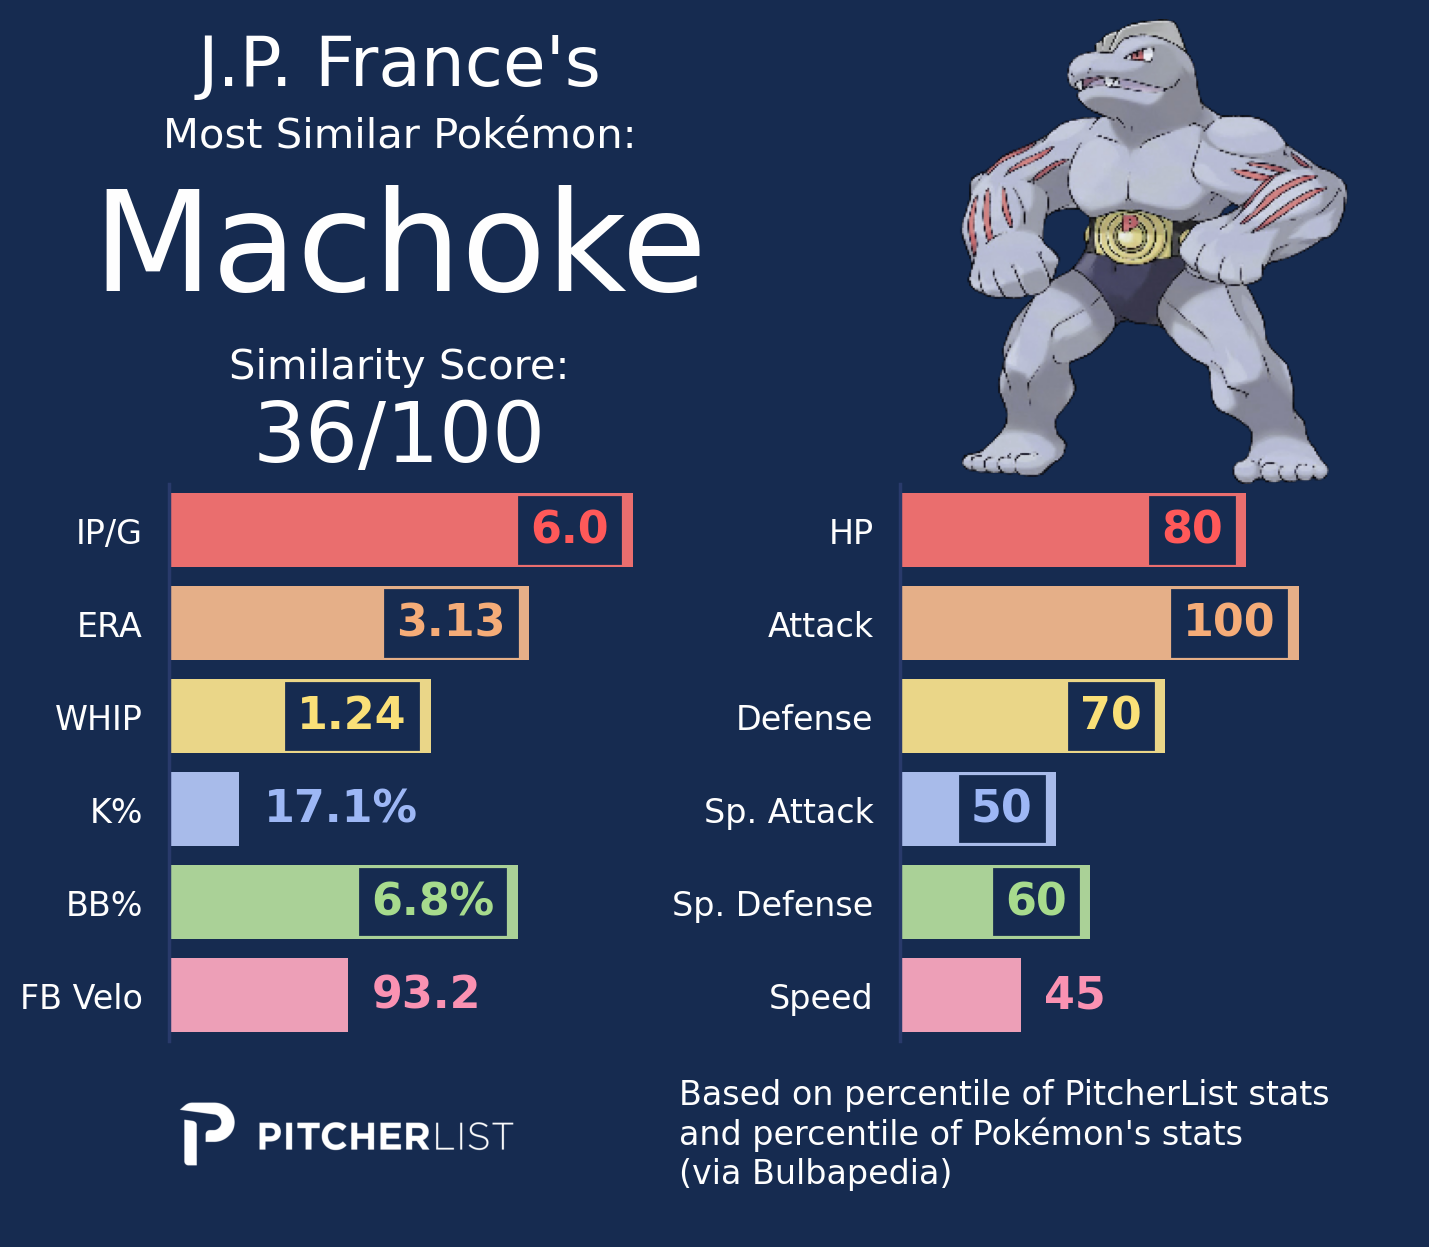 J.P. France's
Most Similar Pokémon:
Machoke
Similarity Score:
36/100
IP/G 6.0
ERA 3.13
WHIP 1.24
K% 17.1%
BB% 6.8%
FB Velo 93.2
HP 80
Attack 100
Defense 70
Sp. Attack 50
Sp. Defense 60
Speed 45
PITCHERLIST
Based on percentile of PitcherList stats
and percentile of Pokémon's stats
(via Bulbapedia)